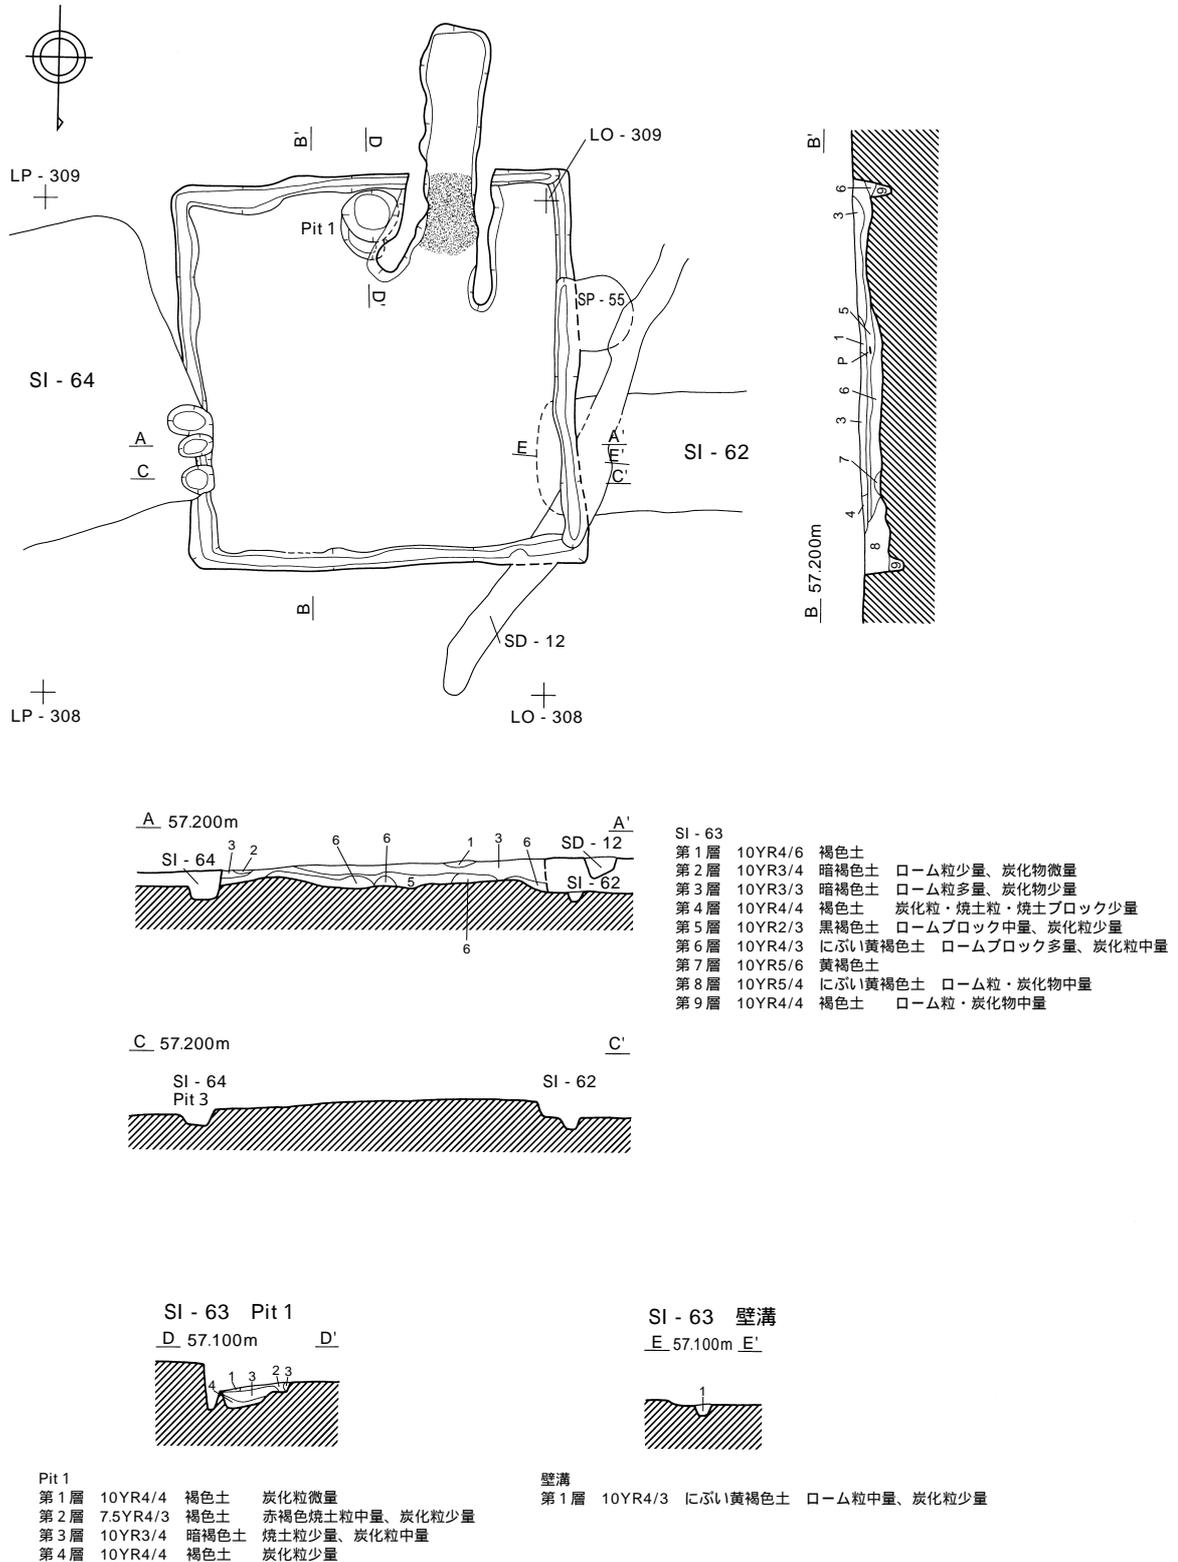 LP - 309
B'
D
LO - 309
Pit 1
D'
SP - 55
SI - 64
A
C
E
A'
E'
C'
SI - 62
B
SD - 12
LP - 308
LO - 308
B'
6
9
3
5
1
P
6
3
7
4
8
9
B 57.200m
A 57.200m
A'
SI - 64
3
2
6
6
1
3
6
SD - 12
SI - 62
5
6
SI - 63
第1層 10YR4/6 褐色土
第2層 10YR3/4 暗褐色土 ローム粒少量、炭化物微量
第3層 10YR3/3 暗褐色土 ローム粒多量、炭化物少量
第4層 10YR4/4 褐色土 炭化粒・焼土粒・焼土ブロック少量
第5層 10YR2/3 黒褐色土 ロームブロック中量、炭化粒少量
第6層 10YR4/3 にぶい黄褐色土 ロームブロック多量、炭化粒中量
第7層 10YR5/6 黄褐色土
第8層 10YR5/4 にぶい黄褐色土 ローム粒・炭化物中量
第9層 10YR4/4 褐色土 ローム粒・炭化物中量
C 57.200m
C'
SI - 64
Pit 3
SI - 62
SI - 63 Pit 1
D 57.100m
D'
4
1
3
2
3
SI - 63 壁溝
E 57.100m E'
1
Pit 1
第1層 10YR4/4 褐色土 炭化粒微量
第2層 7.5YR4/3 褐色土 赤褐色焼土粒中量、炭化粒少量
第3層 10YR3/4 暗褐色土 焼土粒少量、炭化粒中量
第4層 10YR4/4 褐色土 炭化粒少量
壁溝
第1層 10YR4/3 にぶい黄褐色土 ローム粒中量、炭化粒少量